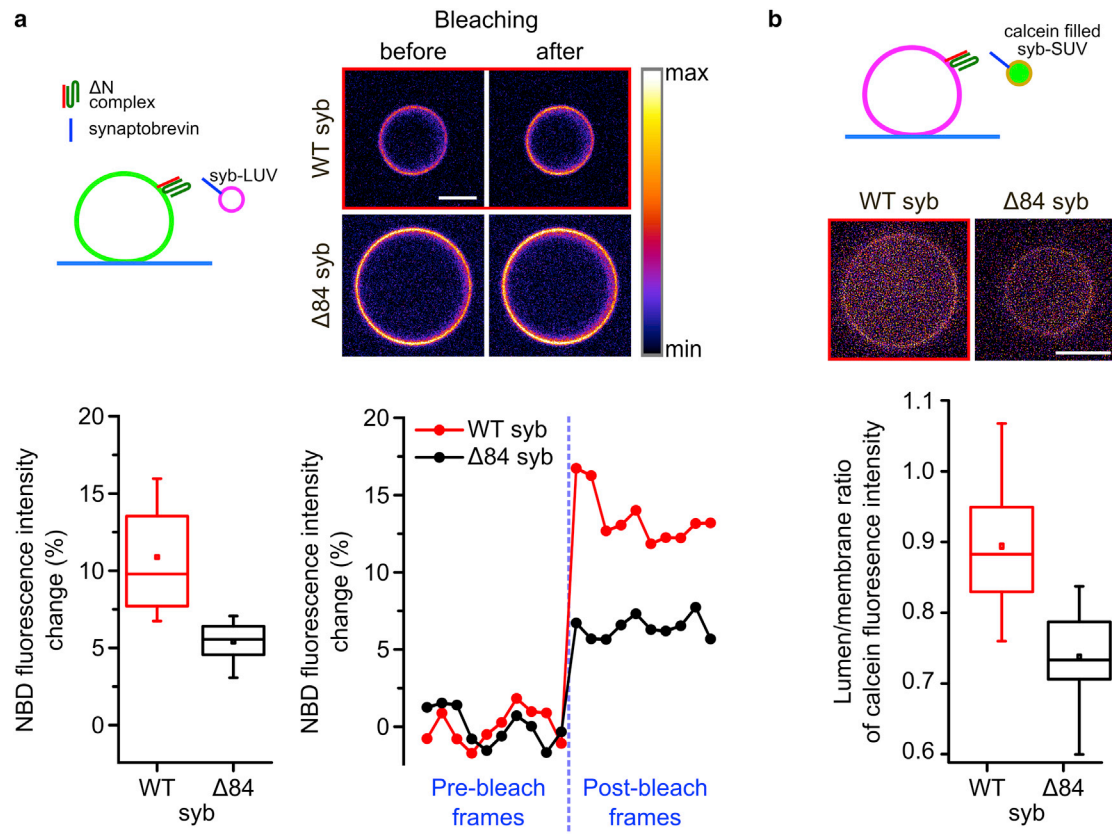 a
Bleaching
before
after
ΔN
complex
synaptobrevin
syb-LUV
WT syb
Δ84 syb
max
min
20
15
10
5
0
NBD fluorescence intensity
change (%)
WT
Δ84
syb
20
15
10
5
0
NBD fluorescence intensity
change (%)
WT syb
Δ84 syb
Pre-bleach
frames
Post-bleach
frames
b
calcein filled
syb-SUV
WT syb
Δ84 syb
1.1
1.0
0.9
0.8
0.7
0.6
Lumen/membrane ratio
of calcein fluoresence intensity
WT
Δ84
syb